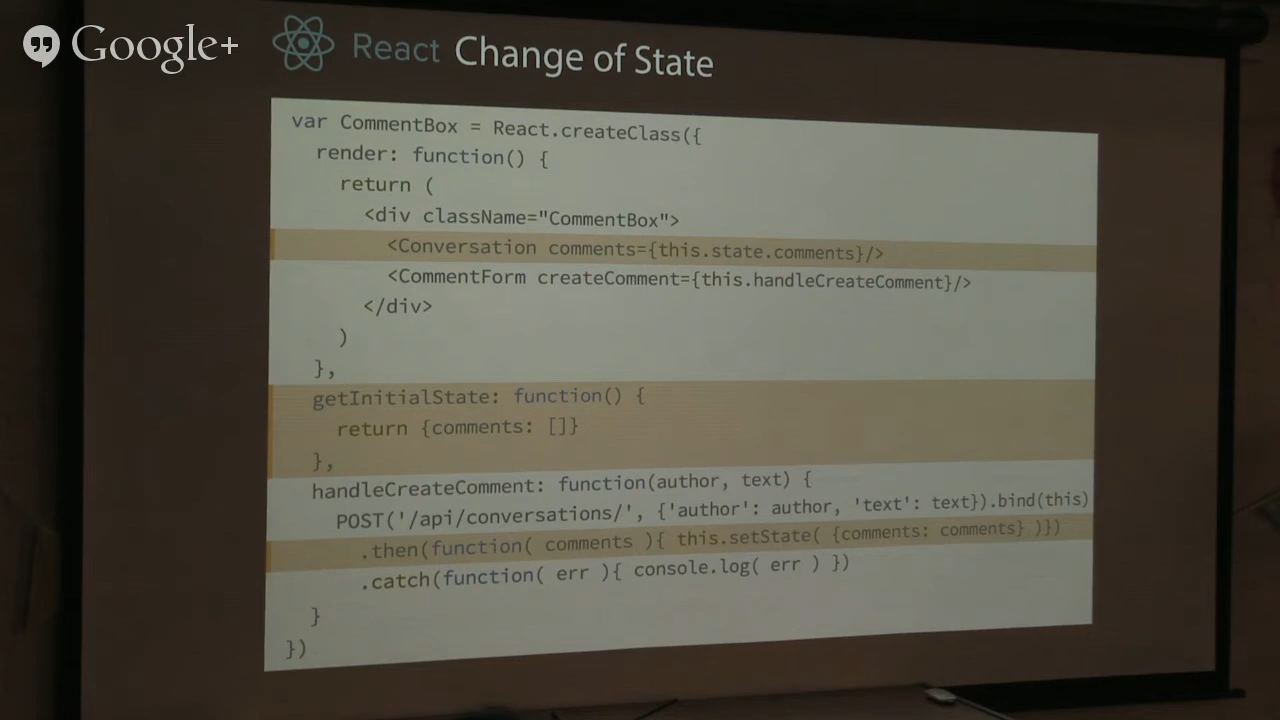 Google+
React Change of State
var CommentBox = React.createClass({
render: function() {
return (
<div className="CommentBox">
<Conversation comments={this.state.comments}/>
<CommentForm createComment={this.handleCreateComment}/>
</div>
)
},
getInitialState: function() {
return {comments: []}
},
handleCreateComment: function(author, text) {
POST('/api/conversations/', {'author': author, 'text': text}).bind(this)
.then(function( comments ){ this.setState( {comments: comments} )})
.catch(function( err ){ console.log( err ) })
}
})